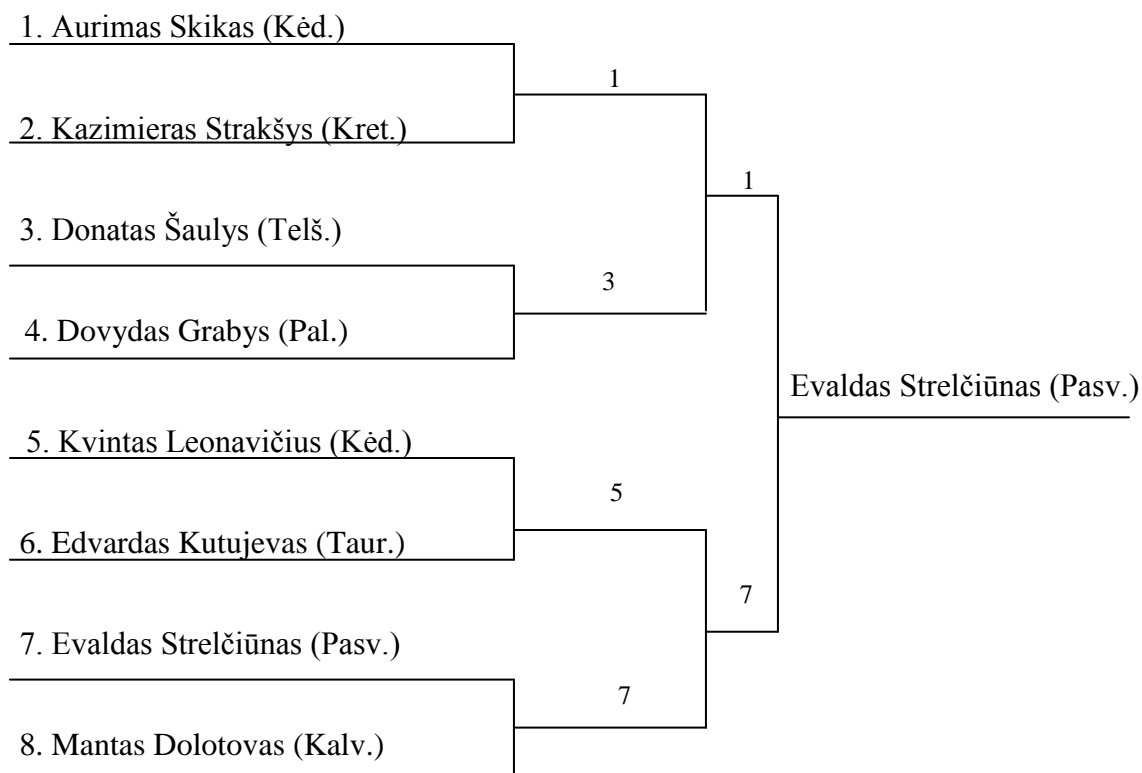 1. Aurimas Skikas (Kėd.)
1
2. Kazimieras Strakšys (Kret.)
1
3. Donatas Šaulys (Telš.)
3
4. Dovydas Grabys (Pal.)
Evaldas Strelčiūnas (Pasv.)
5. Kvintas Leonavičius (Kėd.)
5
6. Edvardas Kutujevas (Taur.)
7
7. Evaldas Strelčiūnas (Pasv.)
7
8. Mantas Dolotovas (Kalv.)